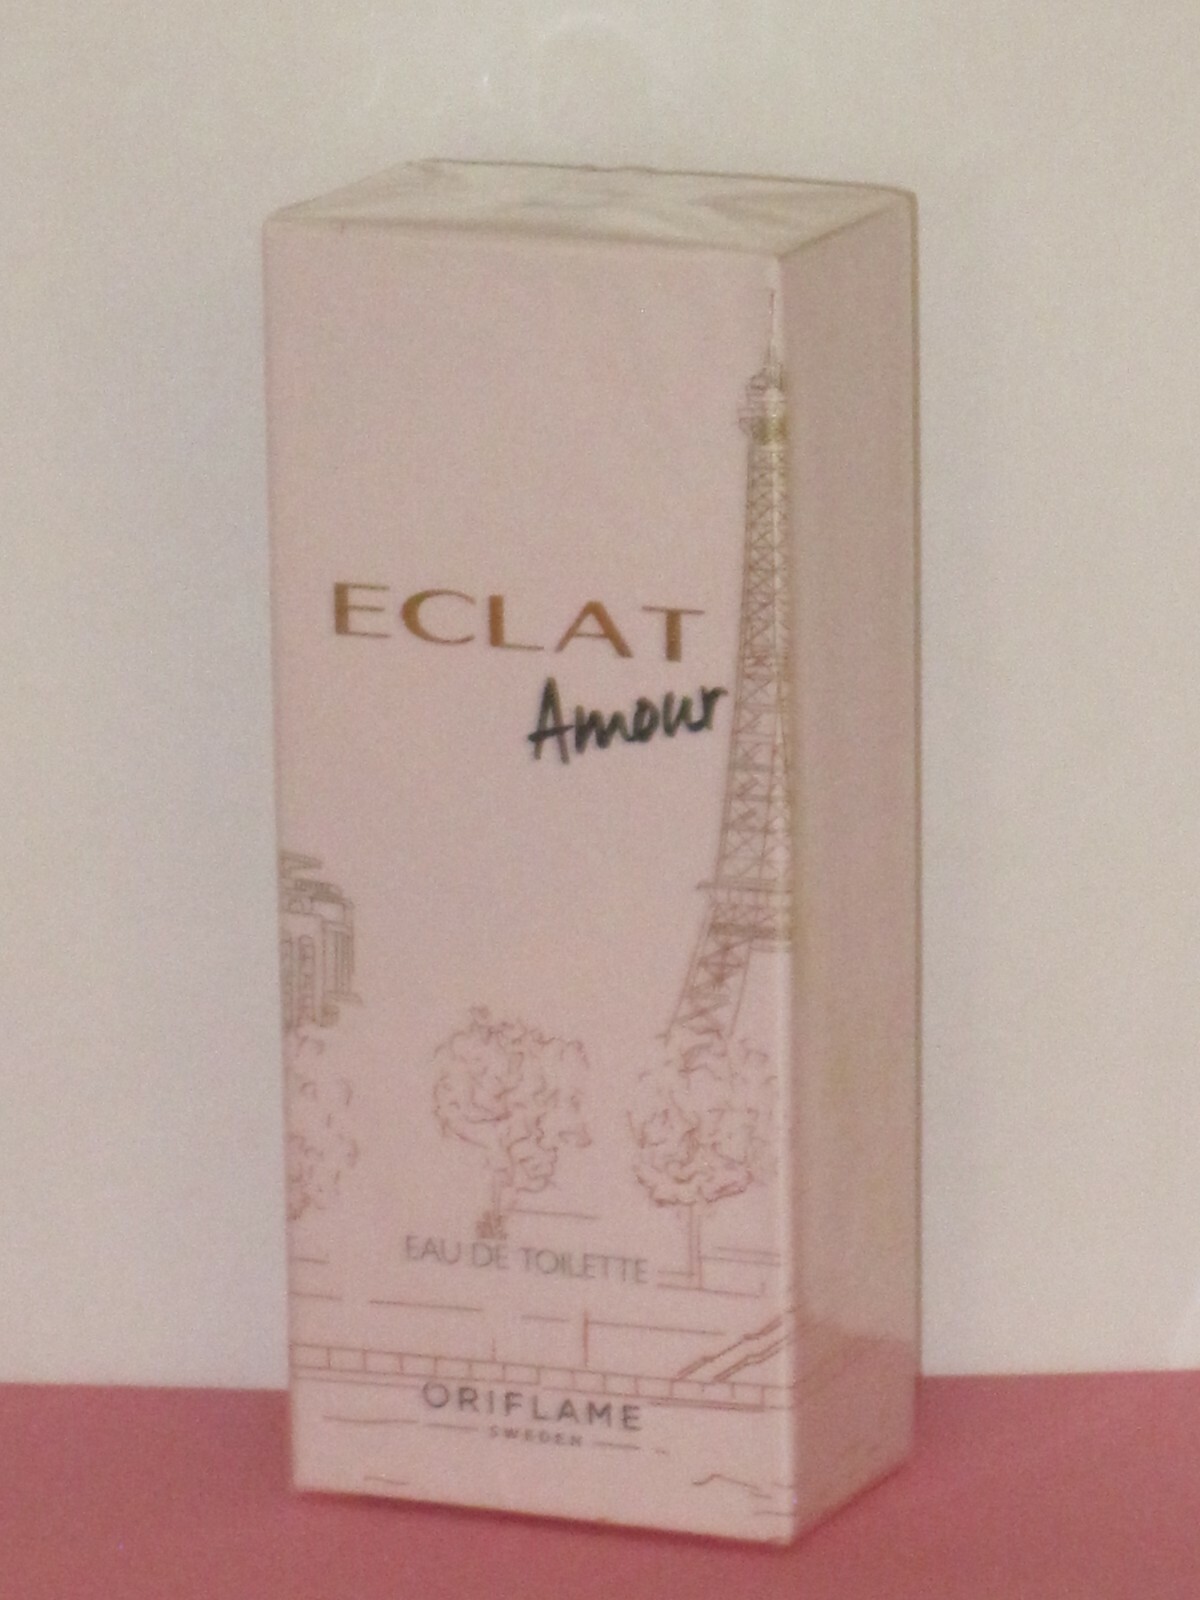 ECLAT
Amour
EAU DE TOILETTE
ORIFLAME
SWEDEN